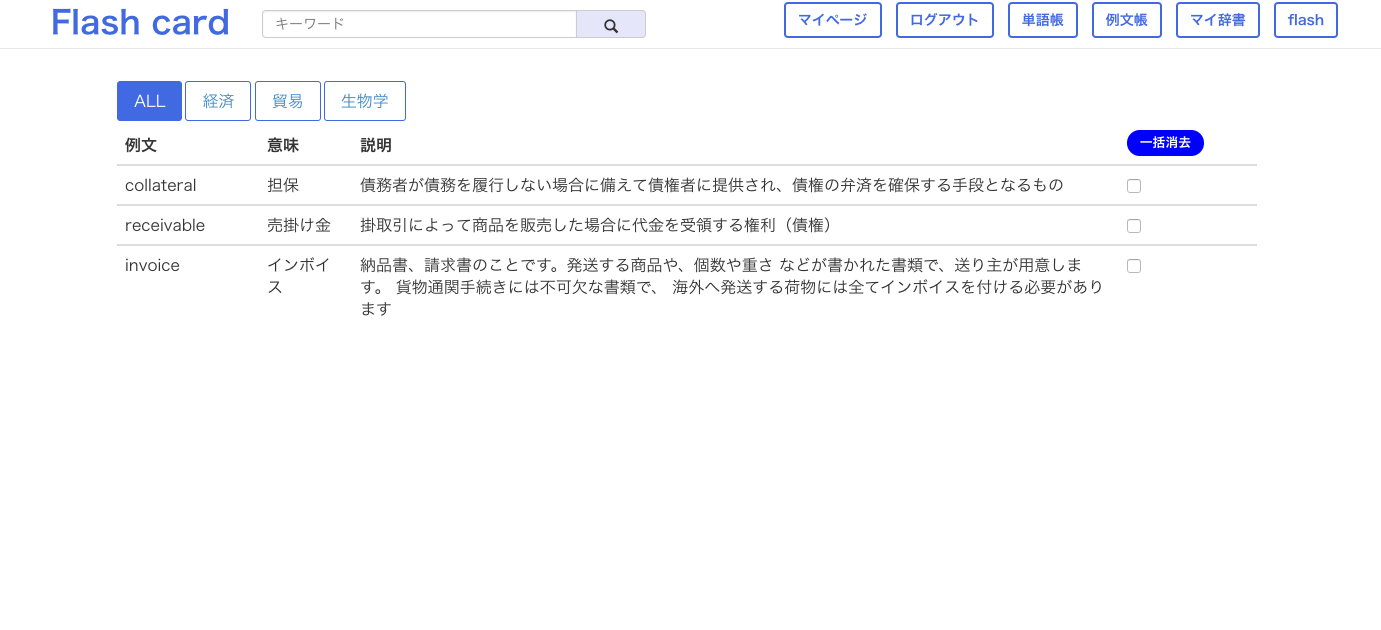 Flash card キーワード マイページ ログアウト 単語帳 例文帳 マイ辞書 flash
ALL 経済 貿易 生物学
例文 意味 説明 一括消去
collateral 担保 債務者が債務を履行しない場合に備えて債権者に提供され、債権の弁済を確保する手段となるもの
receivable 売掛け金 掛取引によって商品を販売した場合に代金を受領する権利（債権）
invoice インボイ 納品書、請求書のことです。発送する商品や、個数や重さ などが書かれた書類で、送り主が用意しま
ス す。 貨物通関手続きには不可欠な書類で、 海外へ発送する荷物には全てインボイスを付ける必要があり
ます